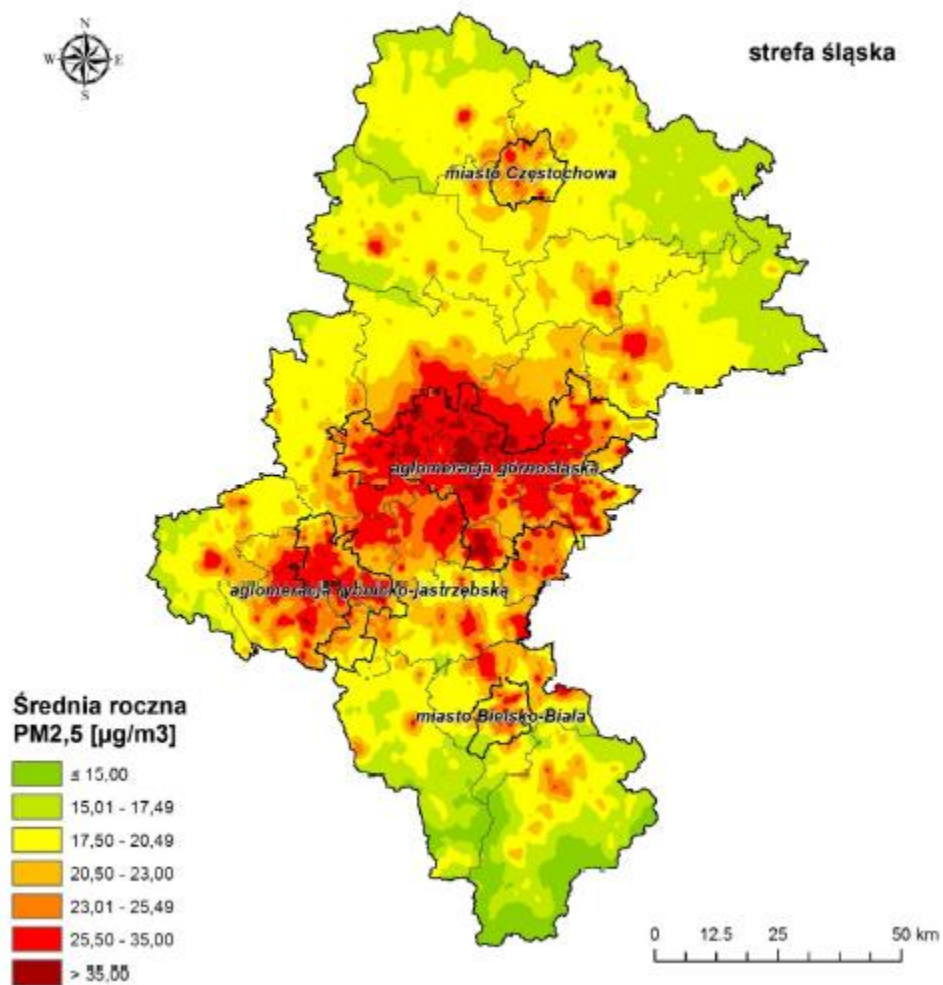 N
W E
S
strefa śląska
miasto Częstochowa
aglomeracja górnośląska
aglomeracja rybnicko-jastrzębska
miasto Bielsko-Biała
Średnia roczna
PM2,5 [µg/m3]
≤ 15,00
15,01 - 17,49
17,50 - 20,49
20,50 - 23,00
23,01 - 25,49
25,50 - 35,00
> 35,00
0 12.5 25 50 km